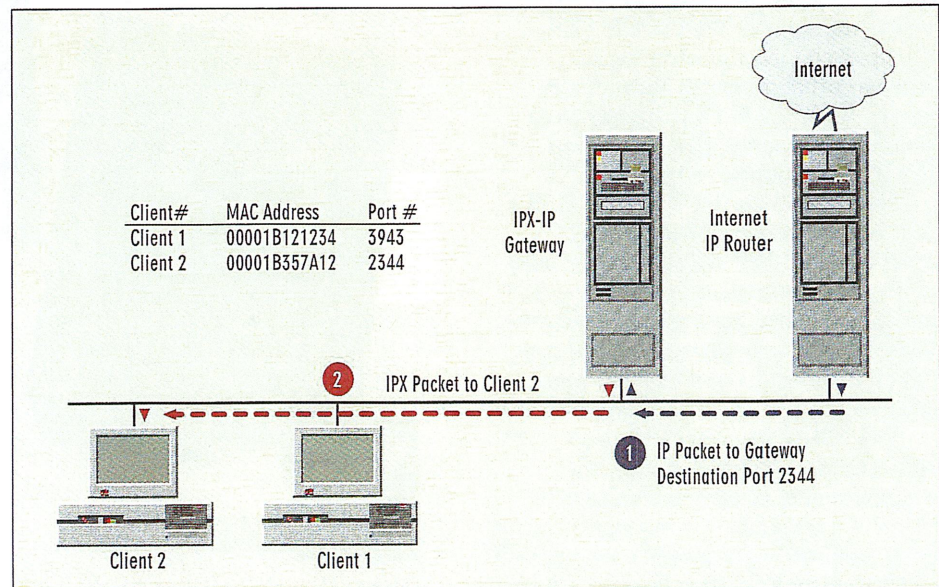 Internet
Client# MAC Address Port #
Client 1 00001B121234 3943
Client 2 00001B357A12 2344
IPX-IP
Gateway
Internet
IP Router
2 IPX Packet to Client 2
1 IP Packet to Gateway
Destination Port 2344
Client 2
Client 1